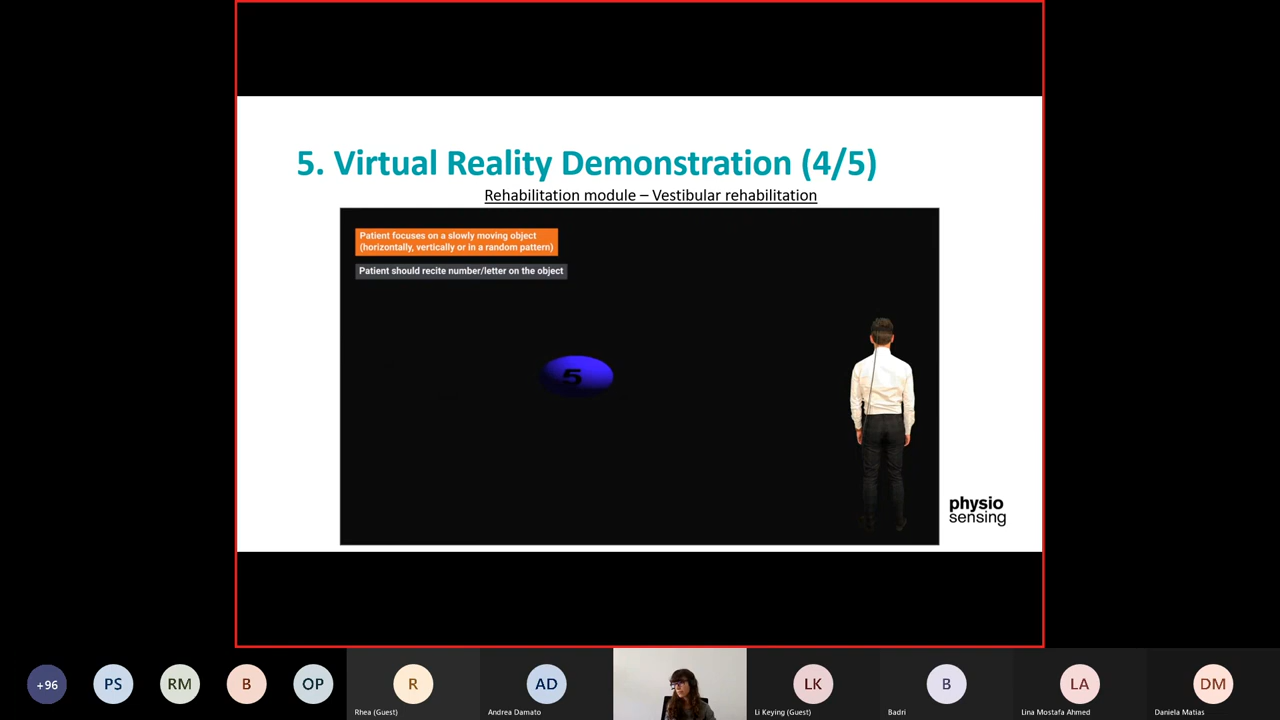 5. Virtual Reality Demonstration (4/5)
Rehabilitation module – Vestibular rehabilitation
Patient focuses on a slowly moving object
(horizontally, vertically or in a random pattern)
Patient should recite number/letter on the object
5
physio
sensing
+96
PS
RM
B
OP
R
AD
LK
B
LA
DM
Rhea (Guest)
Andrea Damato
Li Keying (Guest)
Badri
Lina Mostafa Ahmed
Daniela Matias